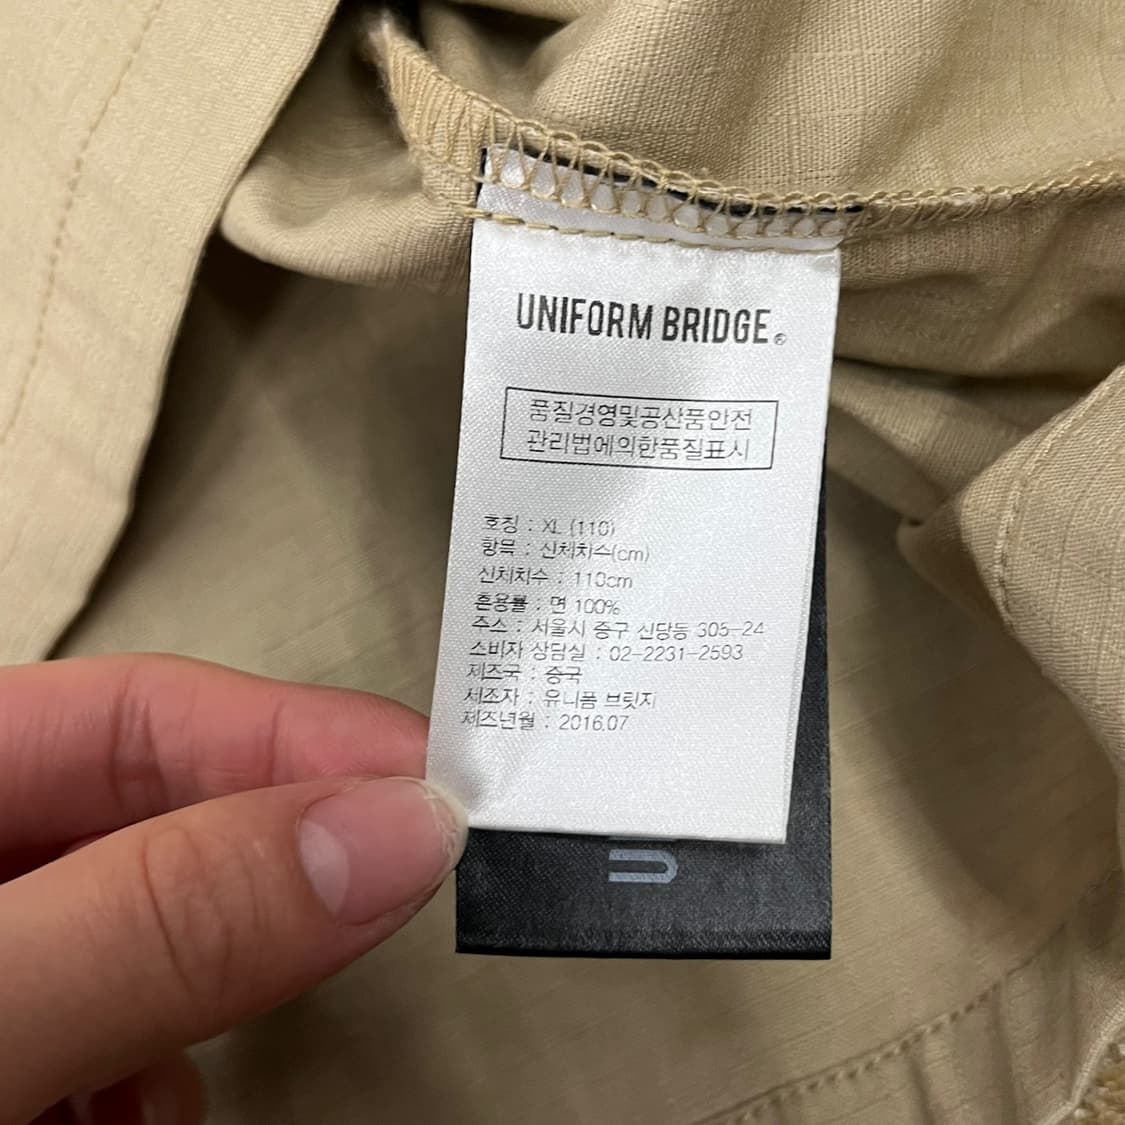 UNIFORM BRIDGE®
품질경영및공산품안전
관리법에의한품질표시
호칭 : XL (110)
항목 : 신체치수(cm)
신체치수 : 110cm
혼용률 : 면 100%
주소 : 서울시 중구 신당동 305-24
소비자 상담실 : 02-2231-2593
제조국 : 중국
제조자 : 유니폼 브릿지
제조년월 : 2016.07